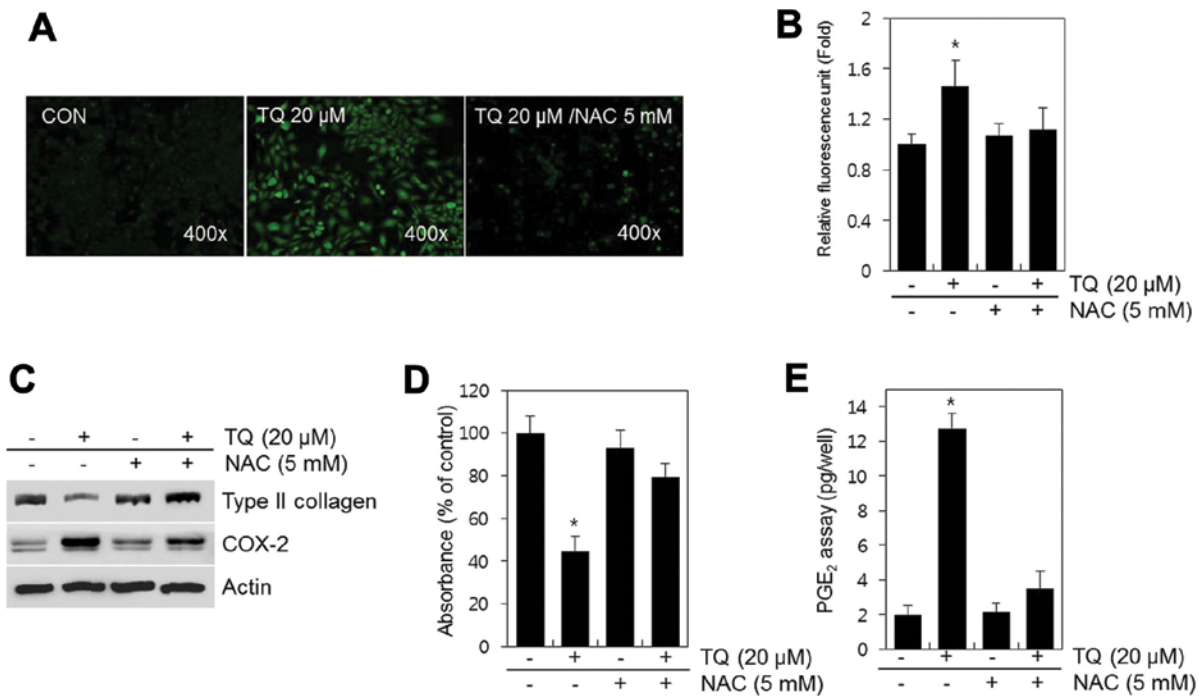 A
CON
400x
TQ 20 μM
400x
TQ 20 μM /NAC 5 mM
400x
B
Relative fluorescence unit (Fold)
2
1.6
1.2
0.8
0.4
0
*
- + - + TQ (20 μM)
- - + + NAC (5 mM)
C
- + - + TQ (20 μM)
- - + + NAC (5 mM)
Type II collagen
COX-2
Actin
D
Absorbance (% of control)
120
100
80
60
40
20
0
*
- + - + TQ (20 μM)
- - + + NAC (5 mM)
E
PGE2 assay (pg/well)
14
12
10
8
6
4
2
0
*
- + - + TQ (20 μM)
- - + + NAC (5 mM)